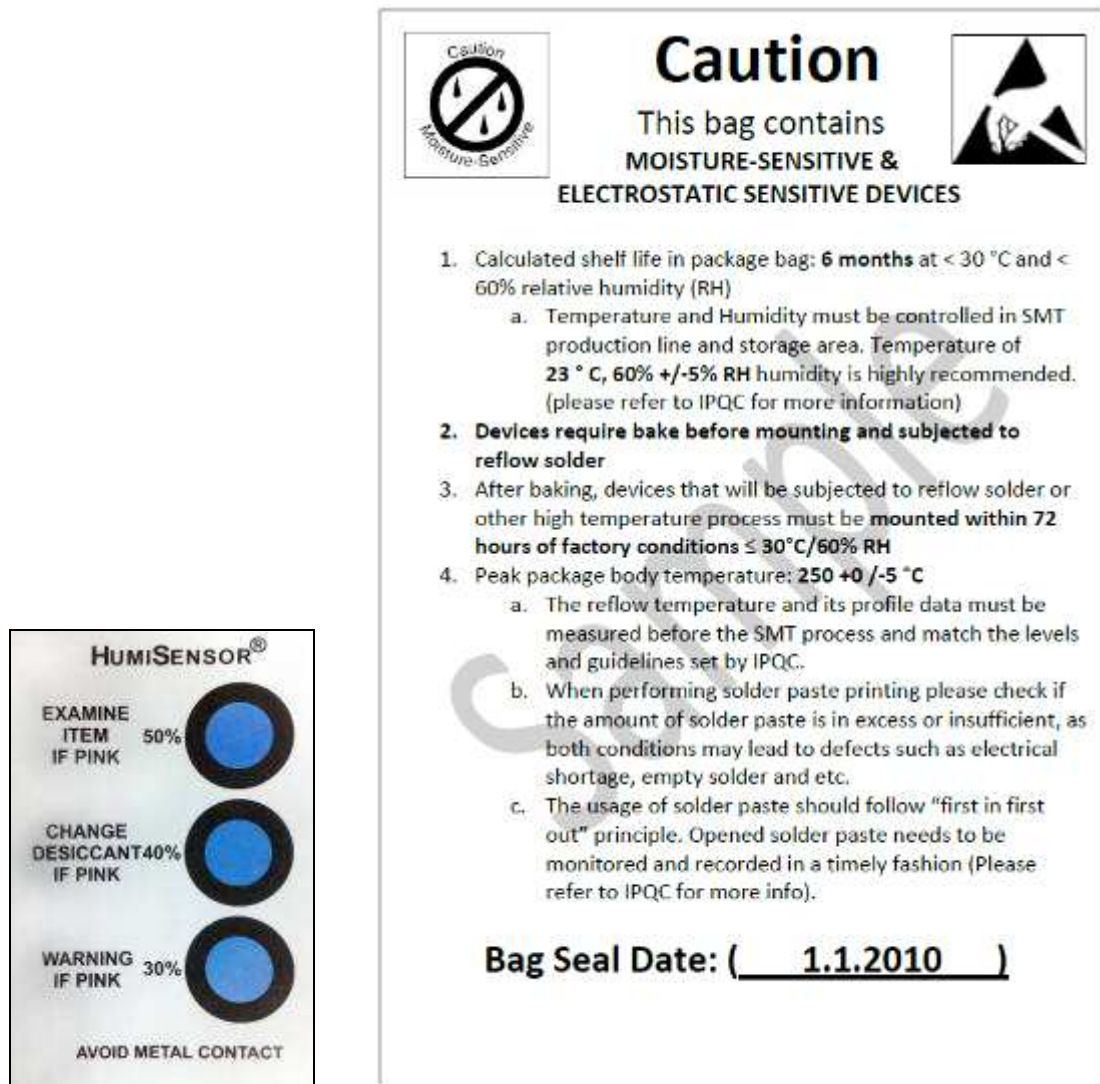 HUMISENSOR®
EXAMINE
ITEM 50%
IF PINK
CHANGE
DESICCANT 40%
IF PINK
WARNING 30%
IF PINK
AVOID METAL CONTACT
Caution
Moisture-Sensitive
Caution
This bag contains
MOISTURE-SENSITIVE &
ELECTROSTATIC SENSITIVE DEVICES
1. Calculated shelf life in package bag: 6 months at < 30 °C and <
60% relative humidity (RH)
a. Temperature and Humidity must be controlled in SMT
production line and storage area. Temperature of
23 ° C, 60% +/-5% RH humidity is highly recommended.
(please refer to IPQC for more information)
2. Devices require bake before mounting and subjected to
reflow solder
3. After baking, devices that will be subjected to reflow solder or
other high temperature process must be mounted within 72
hours of factory conditions ≤ 30°C/60% RH
4. Peak package body temperature: 250 +0 /-5 °C
a. The reflow temperature and its profile data must be
measured before the SMT process and match the levels
and guidelines set by IPQC.
b. When performing solder paste printing please check if
the amount of solder paste is in excess or insufficient, as
both conditions may lead to defects such as electrical
shortage, empty solder and etc.
c. The usage of solder paste should follow “first in first
out” principle. Opened solder paste needs to be
monitored and recorded in a timely fashion (Please
refer to IPQC for more info).
Bag Seal Date: ( 1.1.2010 )
Sample